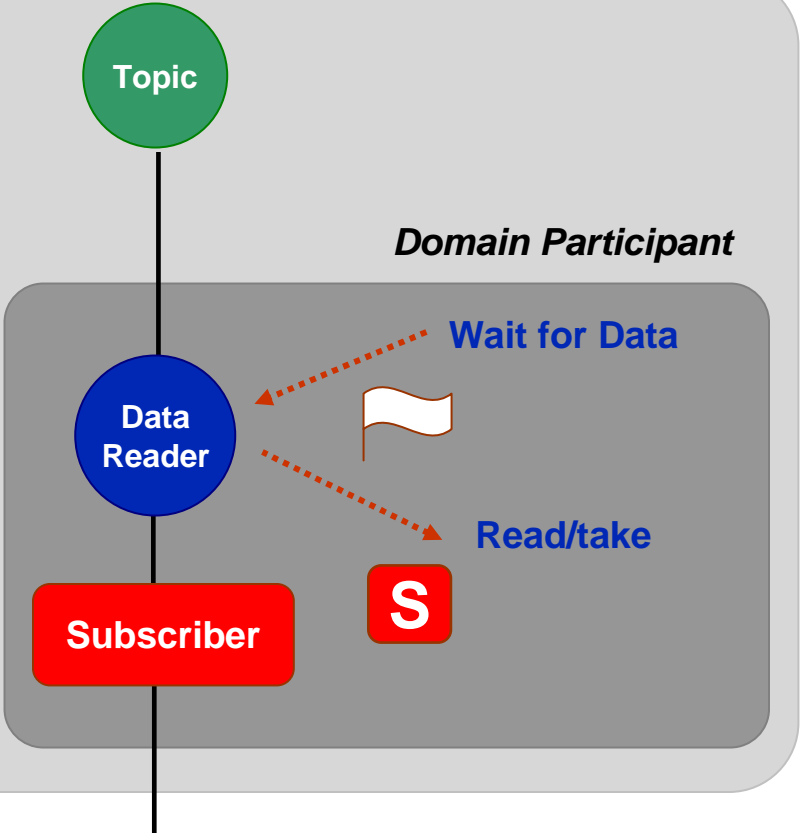 Topic
Domain Participant
Wait for Data
Data
Reader
Read/take
S
Subscriber